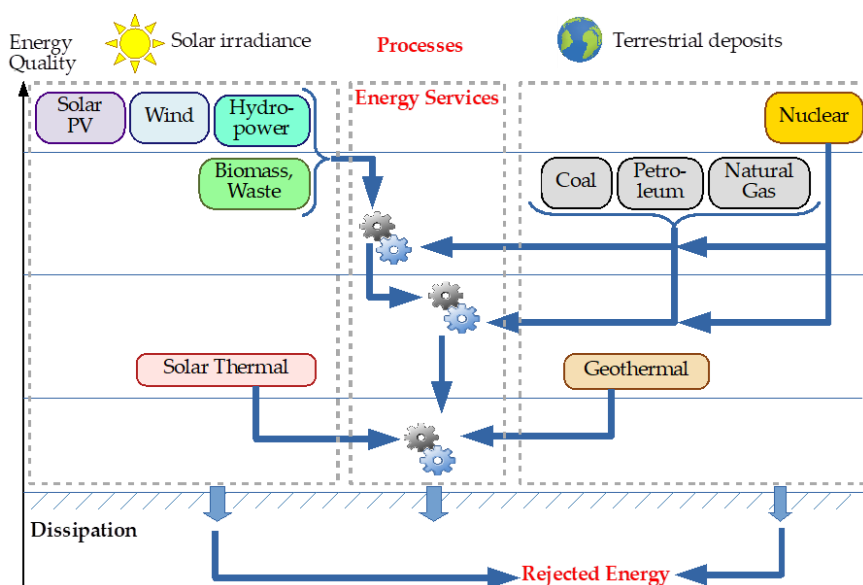 Energy
Quality
Solar irradiance
Processes
Terrestrial deposits
Energy Services
Solar
PV
Wind
Hydro-
power
Nuclear
Biomass,
Waste
Coal
Petro-
leum
Natural
Gas
Solar Thermal
Geothermal
Dissipation
Rejected Energy